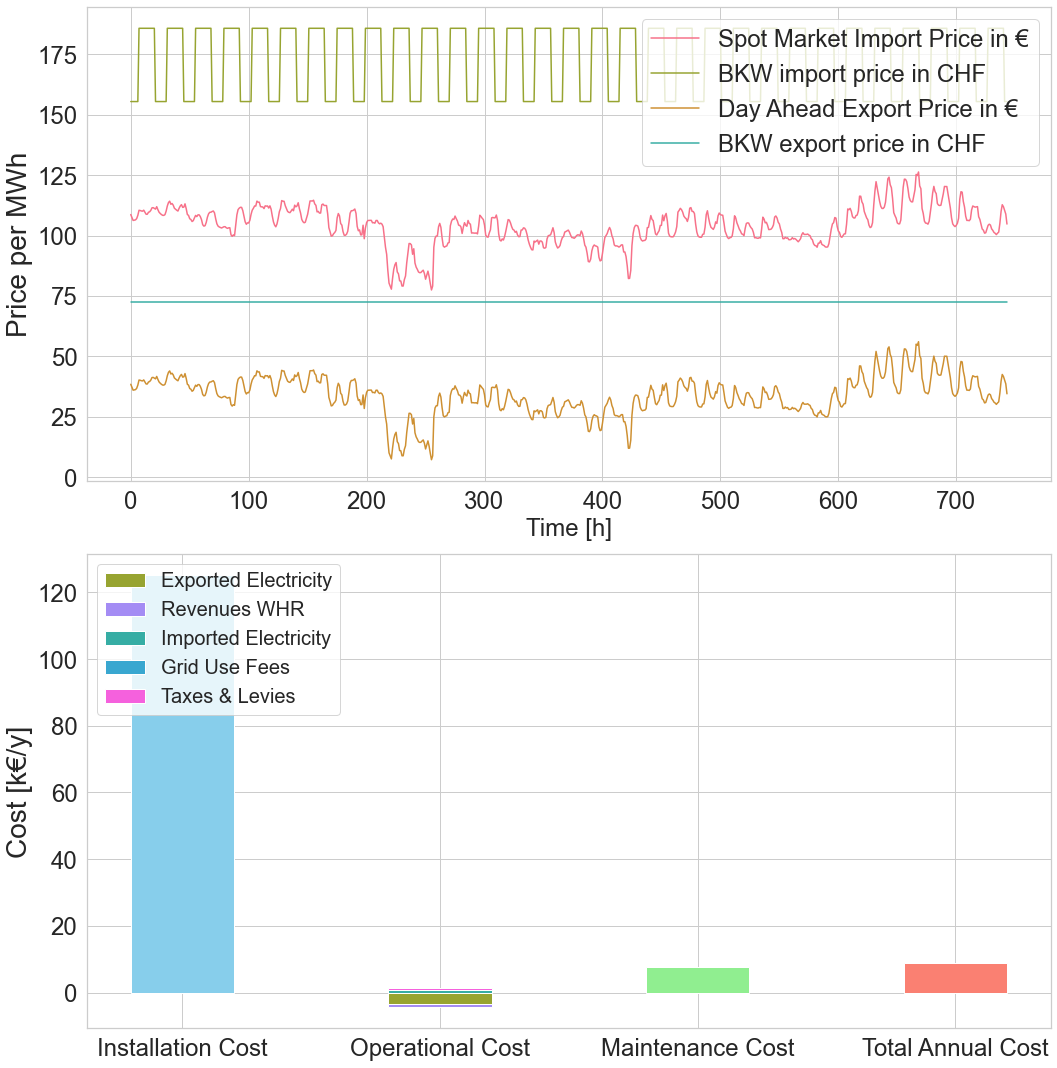 Price per MWh
175
150
125
100
75
50
25
0
Spot Market Import Price in €
BKW import price in CHF
Day Ahead Export Price in €
BKW export price in CHF
0 100 200 300 400 500 600 700
Time [h]
Cost [k€/y]
120
100
80
60
40
20
0
Exported Electricity
Revenues WHR
Imported Electricity
Grid Use Fees
Taxes & Levies
Installation Cost Operational Cost Maintenance Cost Total Annual Cost